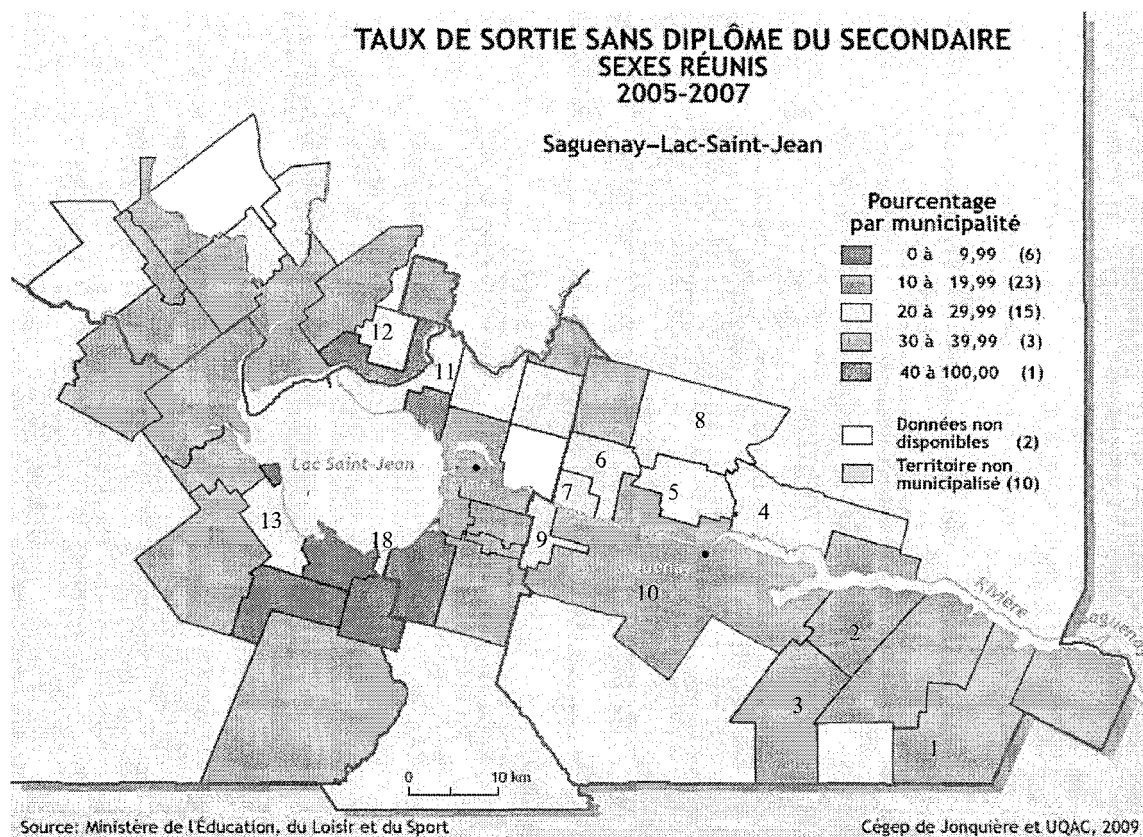 TAUX DE SORTIE SANS DIPLÔME DU SECONDAIRE
SEXES RÉUNIS
2005-2007
Saguenay–Lac-Saint-Jean
Pourcentage
par municipalité
0 à 9,99 (6)
10 à 19,99 (23)
20 à 29,99 (15)
30 à 39,99 (3)
40 à 100,00 (1)
Données non
disponibles (2)
Territoire non
municipalisé (10)
12
11
8
Lac Saint-Jean
6
7
5
4
13
18
9
10
Rivière
Saguenay
2
3
1
0 10 km
Source: Ministère de l'Éducation, du Loisir et du Sport
Cégep de Jonquière et UQAC, 2009